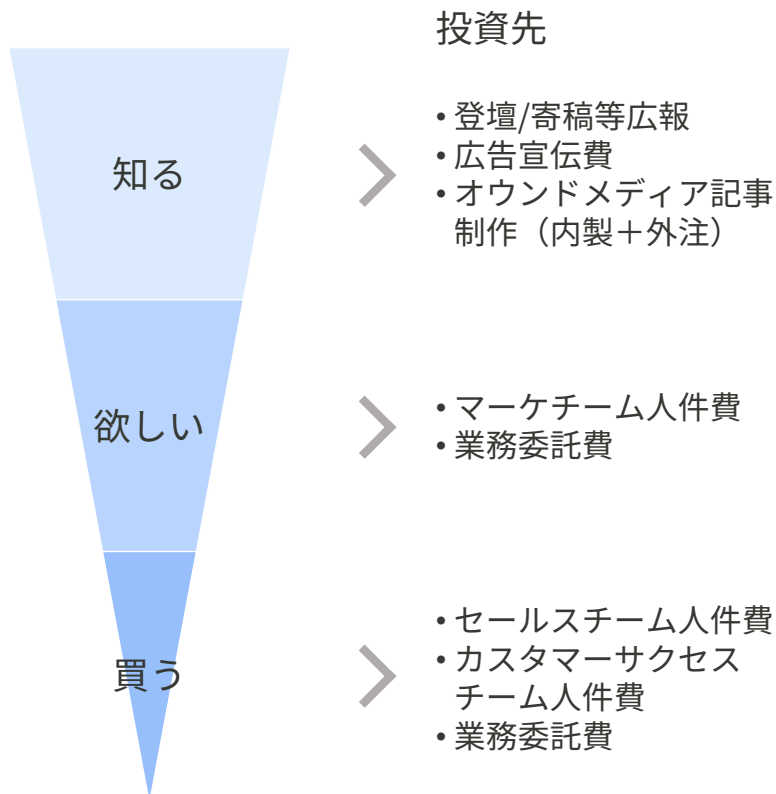 投資先
知る
• 登壇/寄稿等広報
• 広告宣伝費
• オウンドメディア記事
制作（内製＋外注）
欲しい
• マーケチーム人件費
• 業務委託費
買う
• セールスチーム人件費
• カスタマーサクセス
チーム人件費
• 業務委託費